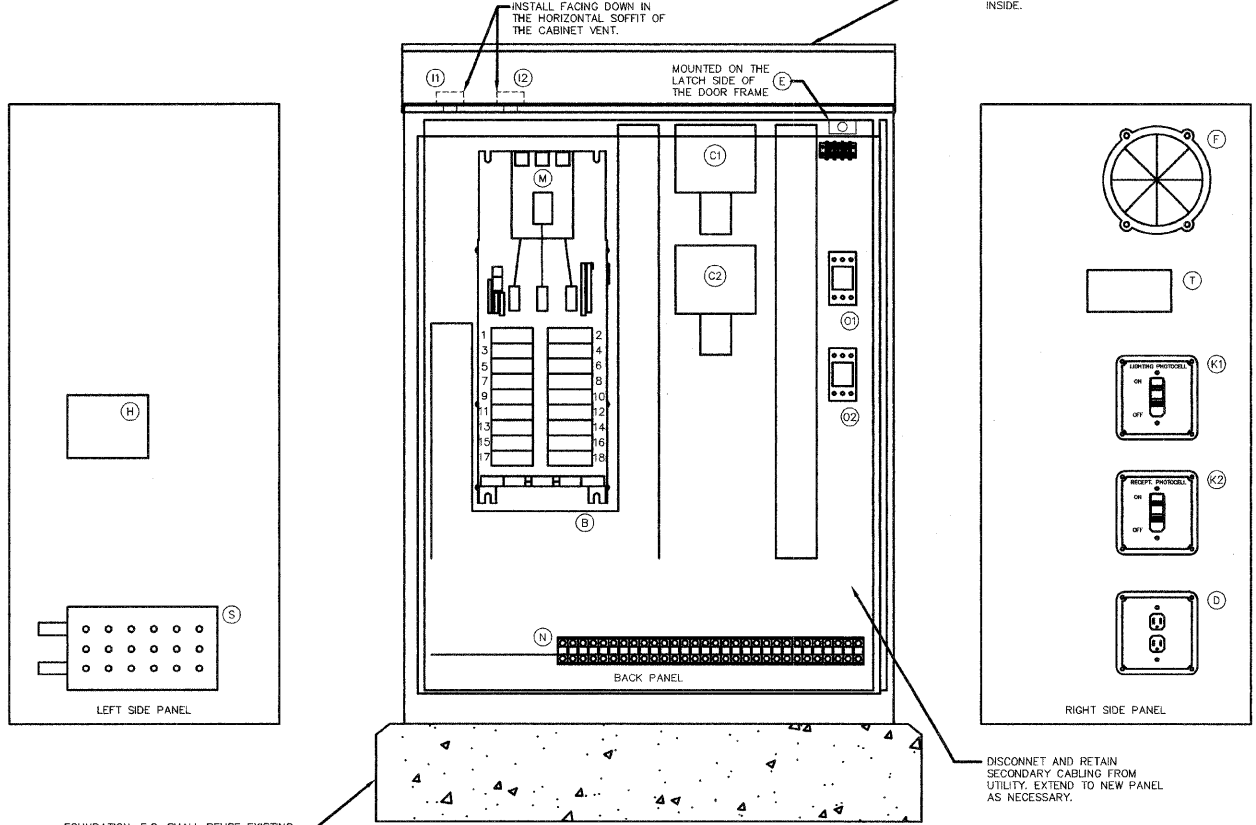 INSTALL FACING DOWN IN
THE HORIZONTAL SOFFIT OF
THE CABINET VENT.
INSIDE.
I1
I2
MOUNTED ON THE
LATCH SIDE OF
THE DOOR FRAME
E
F
M
C1
C2
T
O1
O2
1 2
3 4
5 6
7 8
9 10
11 12
13 14
15 16
17 18
H
B
K1
LIGHTING PHOTOCELL
ON
OFF
K2
RECEPT. PHOTOCELL
ON
OFF
D
S
N
BACK PANEL
LEFT SIDE PANEL
RIGHT SIDE PANEL
DISCONNET AND RETAIN
SECONDARY CABLING FROM
UTILITY. EXTEND TO NEW PANEL
AS NECESSARY.
FOUNDATION. E.C. SHALL REUSE EXISTING